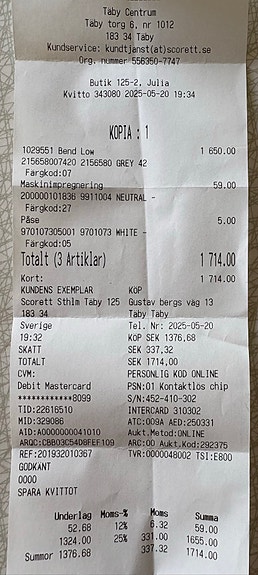 Täby Centrum
Täby torg 6, nr 1012
183 34 Täby
Kundservice: kundtjanst(at)scorett.se
Org. nummer 556350-7747
Butik 125-2, Julia
Kvitto 343080 2025-05-20 19:34
KOPIA : 1
1029551 Bend Low 1 650.00
215658007420 2156580 GREY 42
Färgkod:07
Maskinimpregnering 59.00
200000101836 9911004 NEUTRAL -
Färgkod:27
Påse 5.00
970107305001 9701073 WHITE -
Färgkod:05
Totalt (3 Artiklar) 1 714.00
Kort: 1 714.00
KUNDENS EXEMPLAR KÖP
Scorett Sthlm Täby 125 Gustav bergs väg 13
183 34 Täby Täby
Sverige Tel. Nr: 2025-05-20
19:32 KÖP SEK 1376,68
SKATT SEK 337,32
TOTALT SEK 1714,00
CVM: PERSONLIG KOD ONLINE
Debit Mastercard PSN:01 Kontaktlös chip
************8099 S/N:452-410-302
TID:22616510 INTERCARD 310302
MID:329086 ATC:009A AED:250331
AID:A0000000041010 Aukt.Metod:ONLINE
ARQC:CBB03C54D8FEF109 ARC:00 Aukt.Kod:292375
REF:201932010367 TVR:0000048002 TSI:E800
GODKÄNT
0000
SPARA KVITTOT
Underlag Moms-% Moms Summa
52.68 12% 6.32 59.00
1324.00 25% 331.00 1655.00
Summor 1376.68 337.32 1714.00